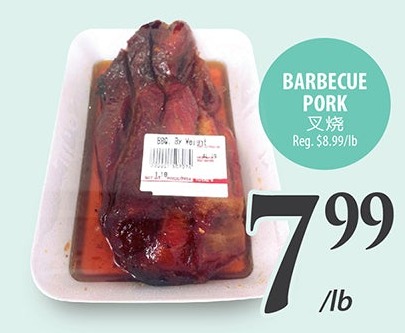 BARBECUE
PORK
叉烧
Reg. $8.99/lb
BBQ. By Weight
7.99
/lb